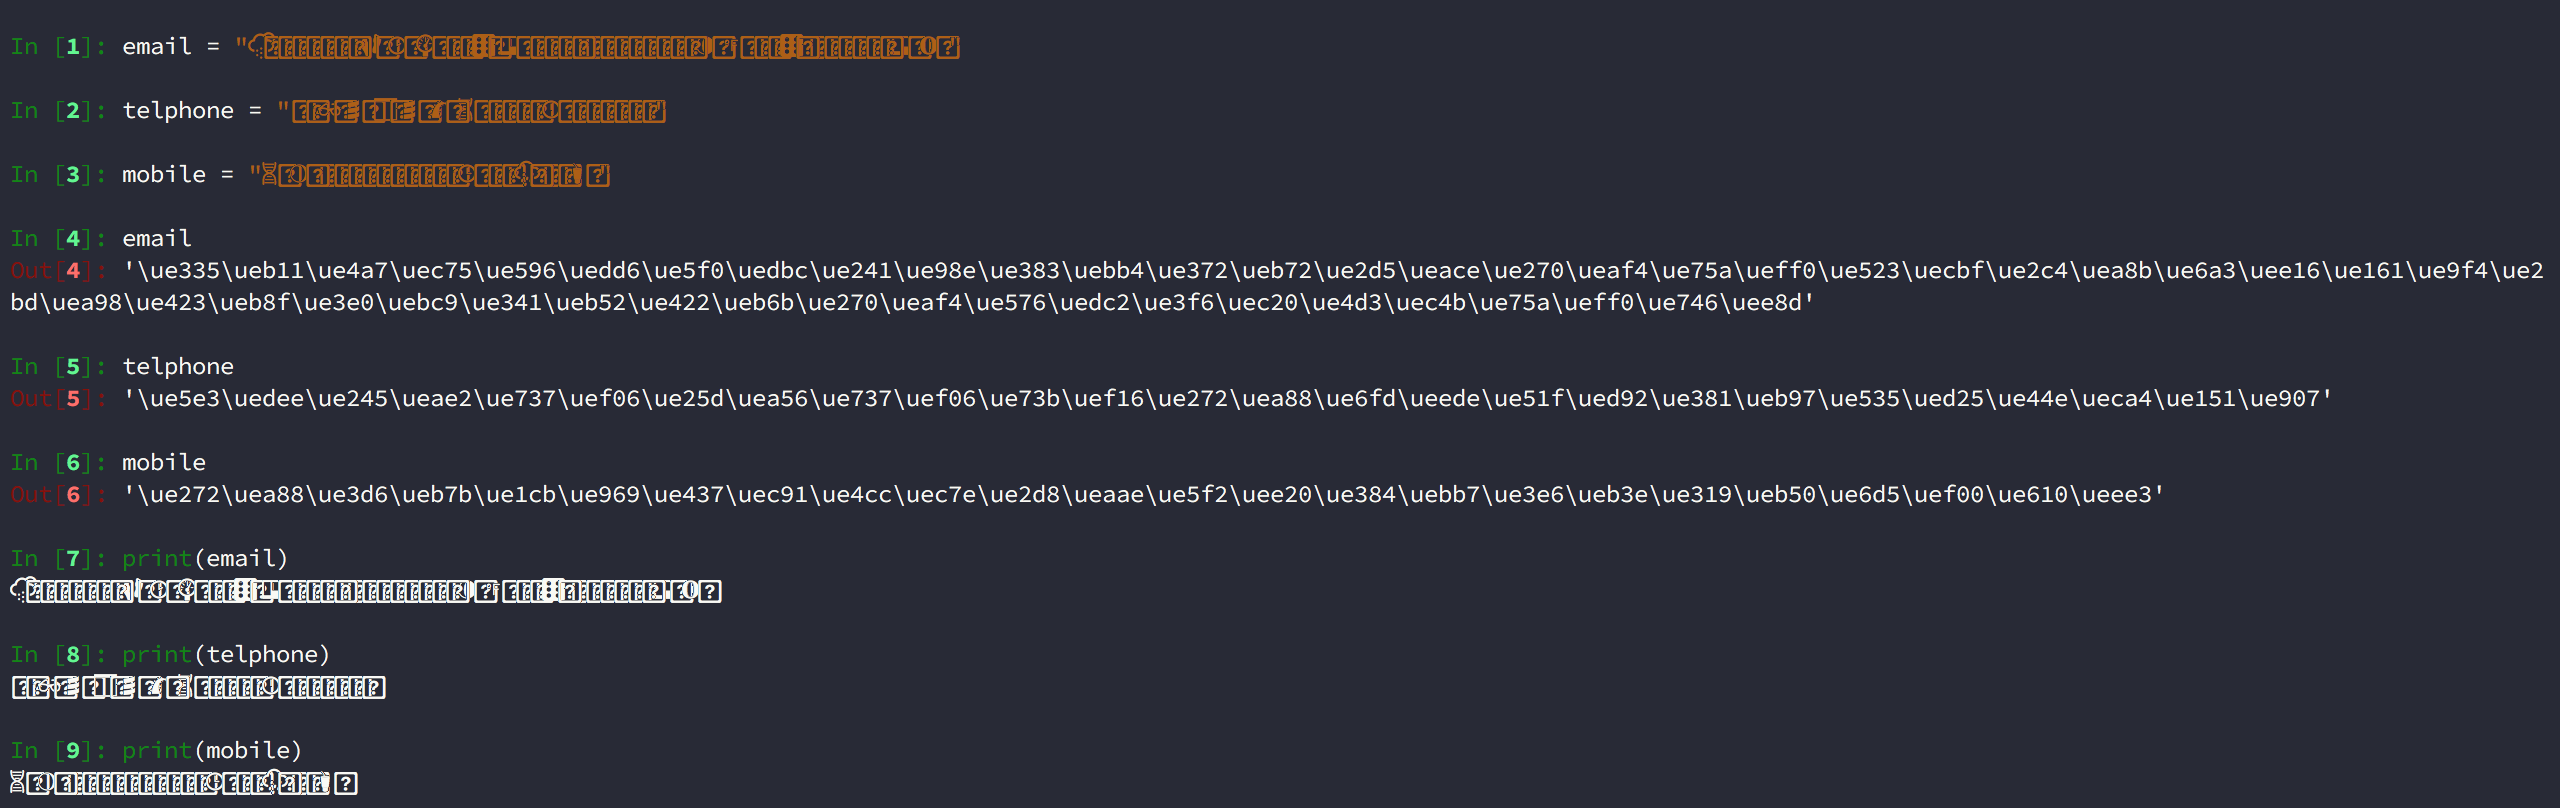 In [1]: email = "
In [2]: telphone = "
In [3]: mobile = "
In [4]: email
Out[4]: '\ue335\ueb11\ue4a7\uec75\ue596\uedd6\ue5f0\uedbc\ue241\ue98e\ue383\uebb4\ue372\ueb72\ue2d5\ueace\ue270\ueaf4\ue75a\ueff0\ue523\uecbf\ue2c4\uea8b\ue6a3\uee16\ue161\ue9f4\ue2
bd\uea98\ue423\ueb8f\ue3e0\uebc9\ue341\ueb52\ue422\ueb6b\ue270\ueaf4\ue576\uedc2\ue3f6\uec20\ue4d3\uec4b\ue75a\ueff0\ue746\uee8d'
In [5]: telphone
Out[5]: '\ue5e3\uedee\ue245\ueae2\ue737\uef06\ue25d\uea56\ue737\uef06\ue73b\uef16\ue272\uea88\ue6fd\ueede\ue51f\ued92\ue381\ueb97\ue535\ued25\ue44e\ueca4\ue151\ue907'
In [6]: mobile
Out[6]: '\ue272\uea88\ue3d6\ueb7b\ue1cb\ue969\ue437\uec91\ue4cc\uec7e\ue2d8\ueaae\ue5f2\uee20\ue384\uebb7\ue3e6\ueb3e\ue319\ueb50\ue6d5\uef00\ue610\ueee3'
In [7]: print(email)
In [8]: print(telphone)
In [9]: print(mobile)